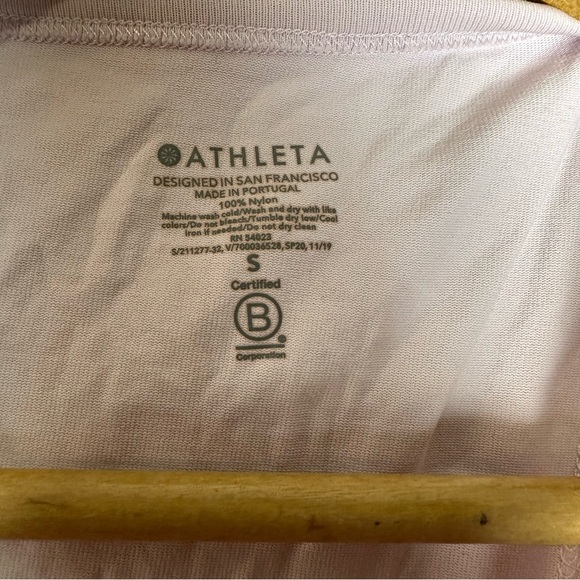 ATHLETA
DESIGNED IN SAN FRANCISCO
MADE IN PORTUGAL
100% Nylon
Machine wash cold/Wash and dry with like
colors/Do not bleach/Tumble dry low/Cool
iron if needed/Do not dry clean
RN 54023
S/211277-32, V/700036528, SP20, 11/19
S
Certified
B
Corporation